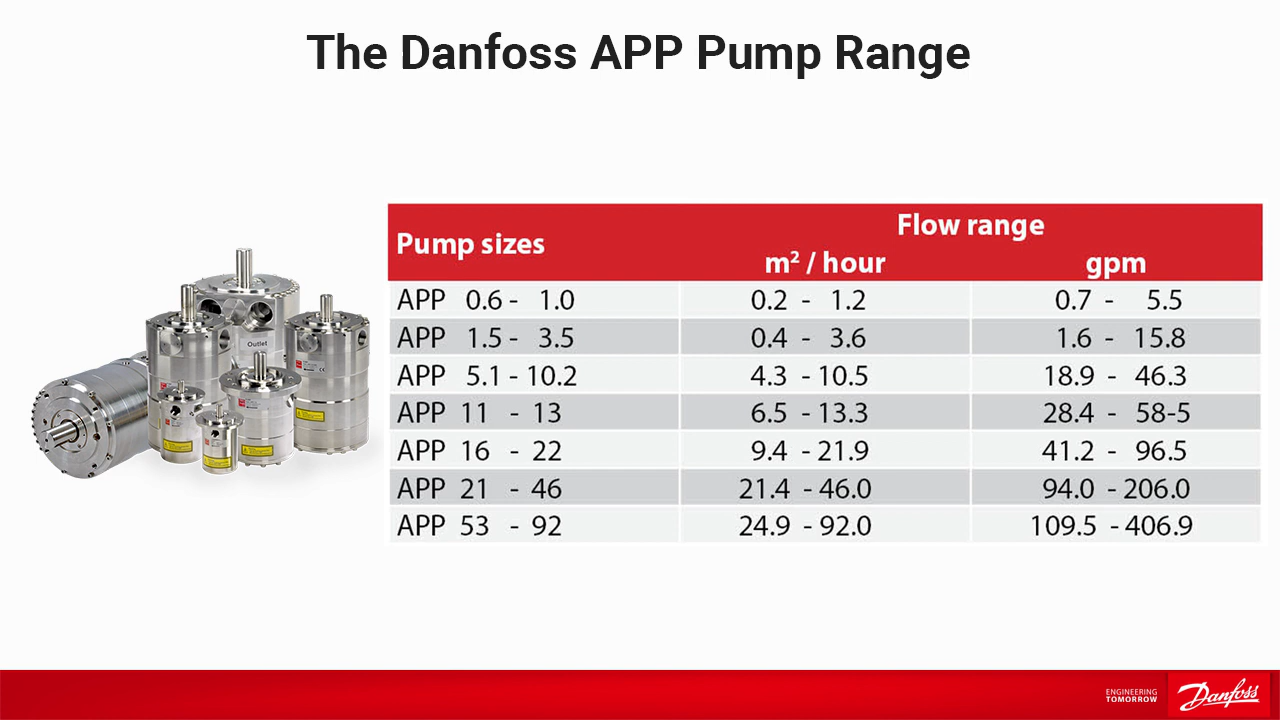 The Danfoss APP Pump Range
Pump sizes
Flow range
m² / hour
gpm
APP 0.6 - 1.0 0.2 - 1.2 0.7 - 5.5
APP 1.5 - 3.5 0.4 - 3.6 1.6 - 15.8
APP 5.1 - 10.2 4.3 - 10.5 18.9 - 46.3
APP 11 - 13 6.5 - 13.3 28.4 - 58-5
APP 16 - 22 9.4 - 21.9 41.2 - 96.5
APP 21 - 46 21.4 - 46.0 94.0 - 206.0
APP 53 - 92 24.9 - 92.0 109.5 - 406.9
Outlet
ENGINEERING
TOMORROW
Danfoss